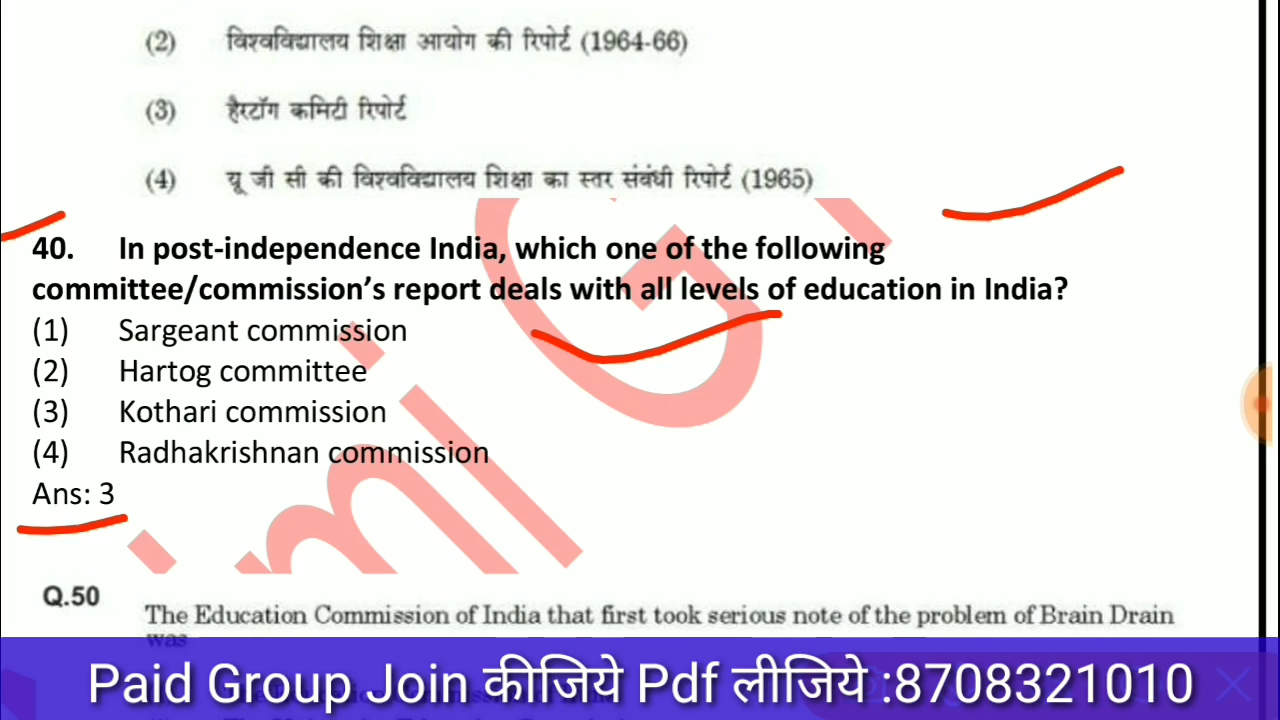 (2) विश्वविद्यालय शिक्षा आयोग की रिपोर्ट (1964-66)
(3) हैरटॉग कमिटी रिपोर्ट
(4) यू जी सी की विश्वविद्यालय शिक्षा का स्तर संबंधी रिपोर्ट (1965)
40. In post-independence India, which one of the following
committee/commission’s report deals with all levels of education in India?
(1) Sargeant commission
(2) Hartog committee
(3) Kothari commission
(4) Radhakrishnan commission
Ans: 3
Q.50
The Education Commission of India that first took serious note of the problem of Brain Drain
was
Paid Group Join कीजिये Pdf लीजिये :8708321010